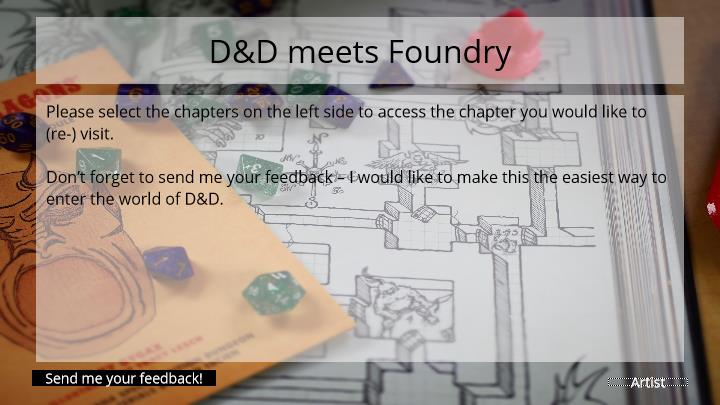 D&D meets Foundry
Please select the chapters on the left side to access the chapter you would like to
(re-) visit.
Don't forget to send me your feedback – I would like to make this the easiest way to
enter the world of D&D.
Send me your feedback!
Artist